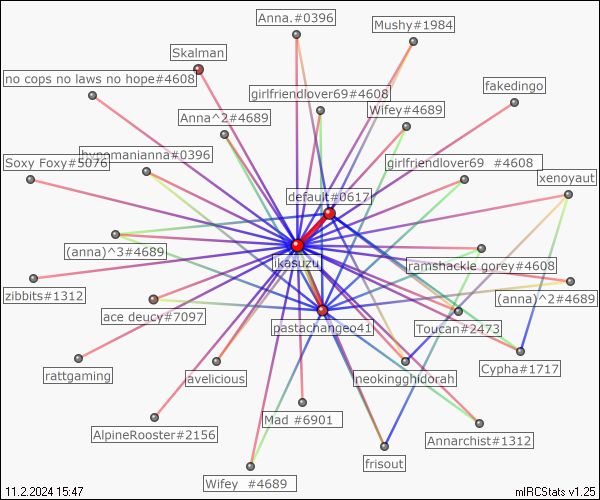 Anna.#0396
Mushy#1984
Skalman
no cops no laws no hope#4608
girlfriendlover69#4608
fakedingo
Anna^2#4689
Wifey#4689
hypomanianna#0396
Soxy Foxy#5076
girlfriendlover69 #4608
xenoyaut
default#0617
(anna)^3#4689
ikasuzu
ramshackle gorey#4608
zibbits#1312
(anna)^2#4689
ace deucy#7097
pastachangeo41
Toucan#2473
rattgaming
avelicious
neokingghidorah
Cypha#1717
Mad #6901
AlpineRooster#2156
Annarchist#1312
frisout
Wifey #4689
11.2.2024 15:47
mIRCStats v1.25